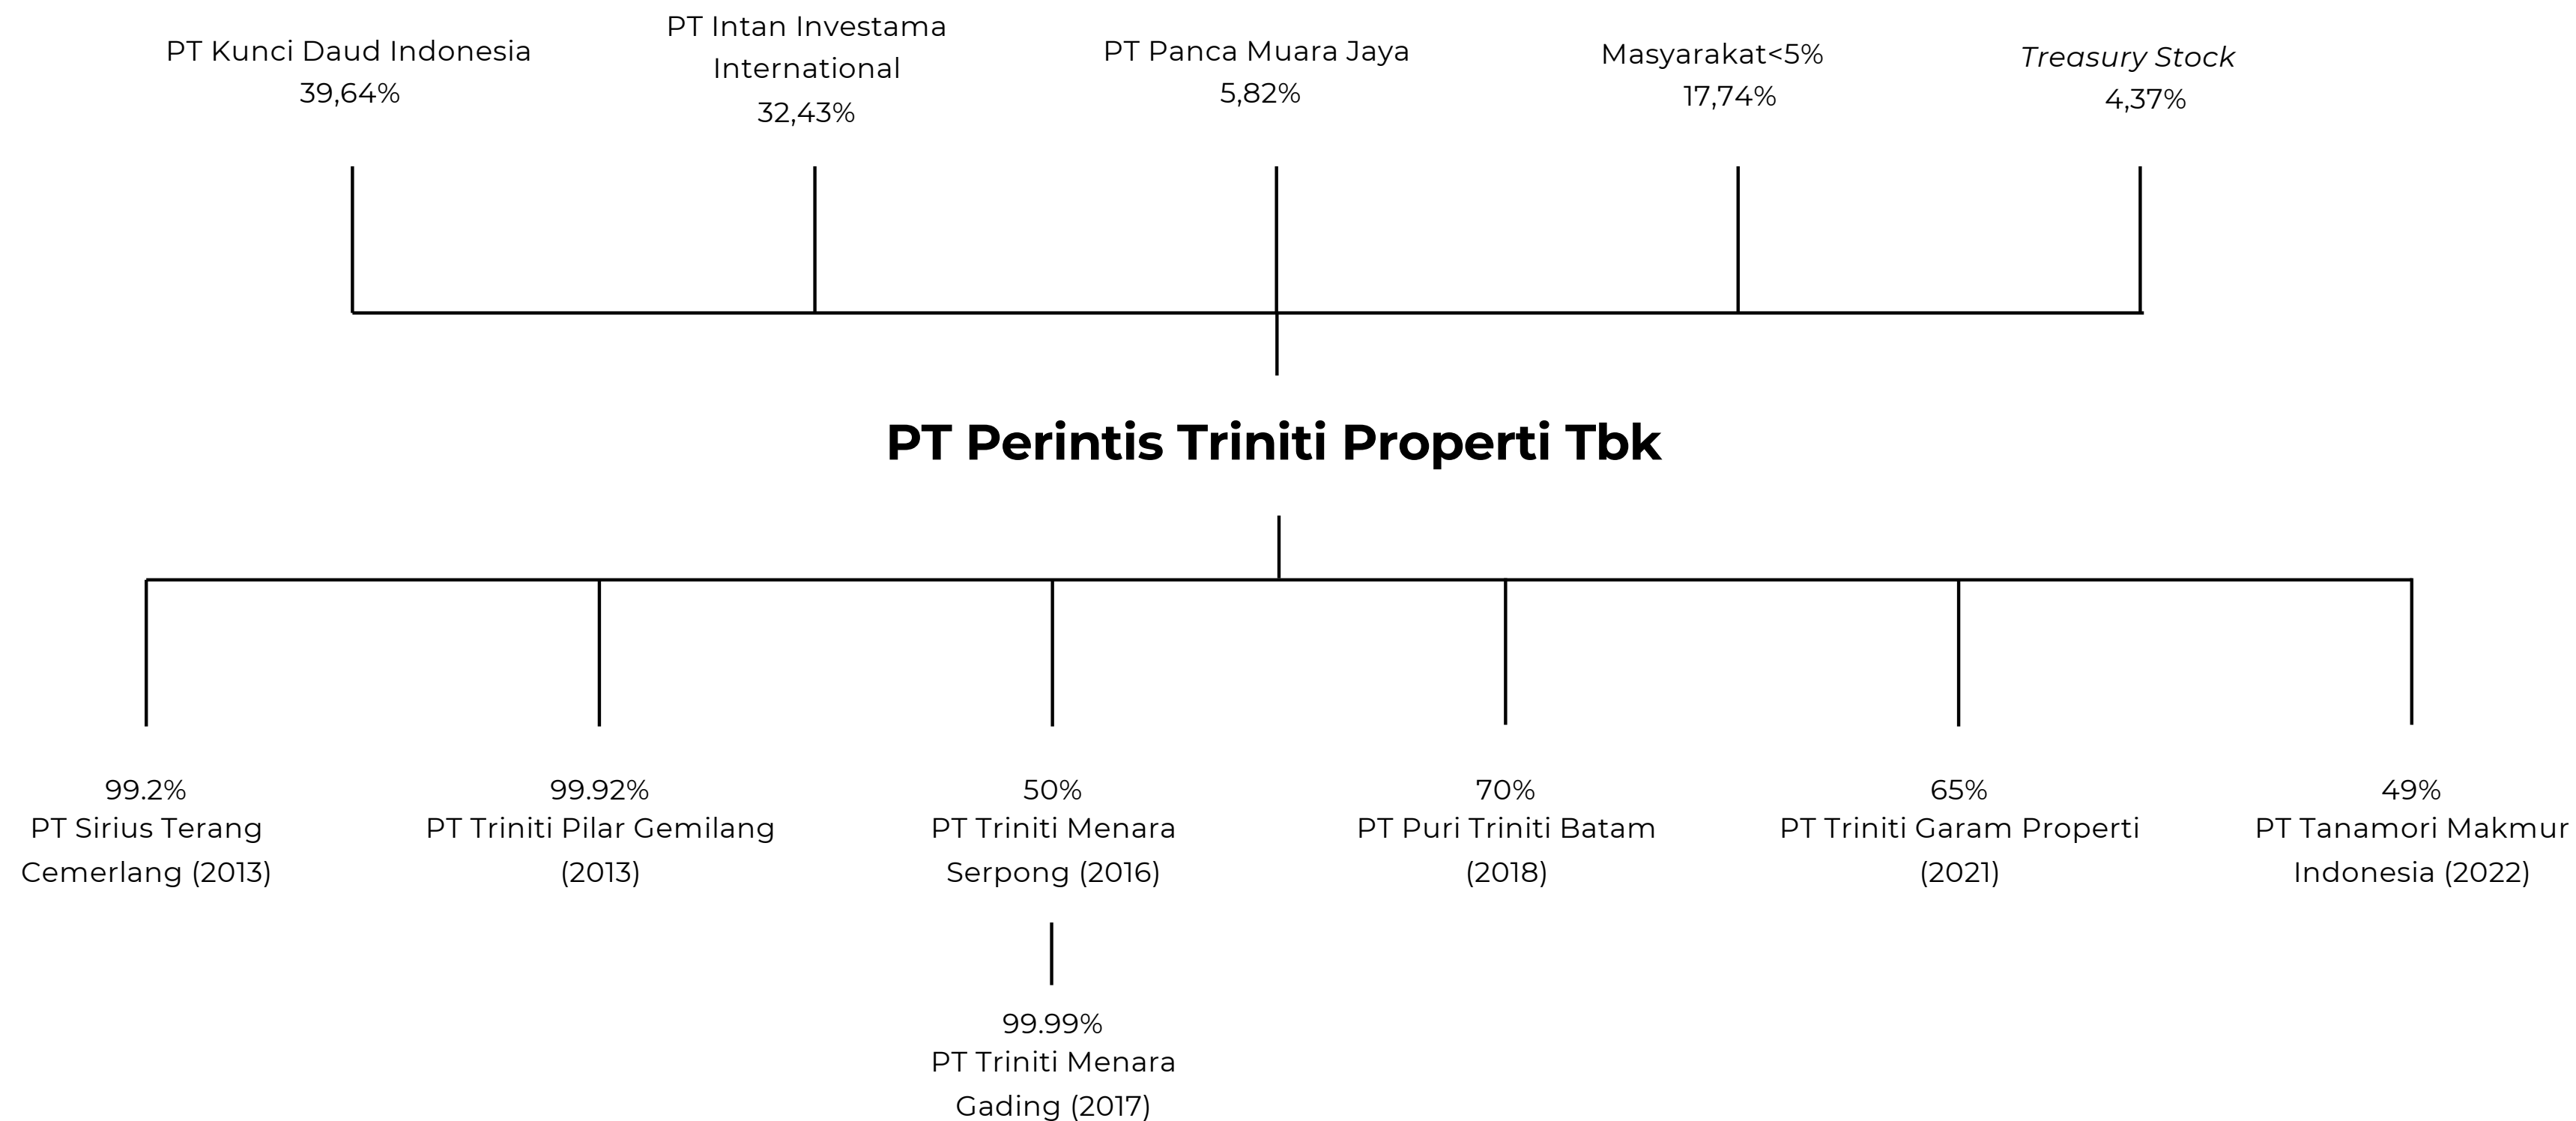 PT Kunci Daud Indonesia
39,64%
PT Intan Investama
International
32,43%
PT Panca Muara Jaya
5,82%
Masyarakat<5%
17,74%
Treasury Stock
4,37%
PT Perintis Triniti Properti Tbk
99.2%
PT Sirius Terang
Cemerlang (2013)
99.92%
PT Triniti Pilar Gemilang
(2013)
50%
PT Triniti Menara
Serpong (2016)
70%
PT Puri Triniti Batam
(2018)
65%
PT Triniti Garam Properti
(2021)
49%
PT Tanamori Makmur
Indonesia (2022)
99.99%
PT Triniti Menara
Gading (2017)